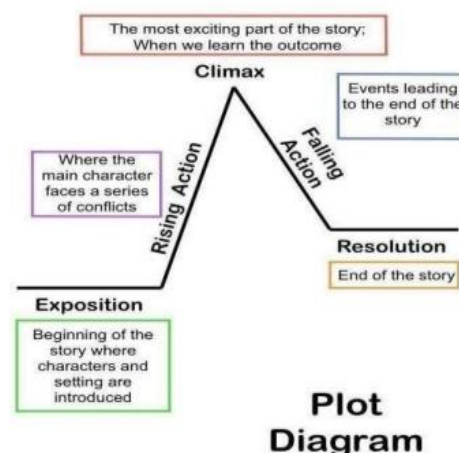 The most exciting part of the story;
When we learn the outcome
Climax
Events leading
to the end of the
story
Where the
main character
faces a series
of conflicts
Rising Action
Falling
Action
Resolution
End of the story
Exposition
Beginning of the
story where
characters and
setting are
introduced
Plot
Diagram